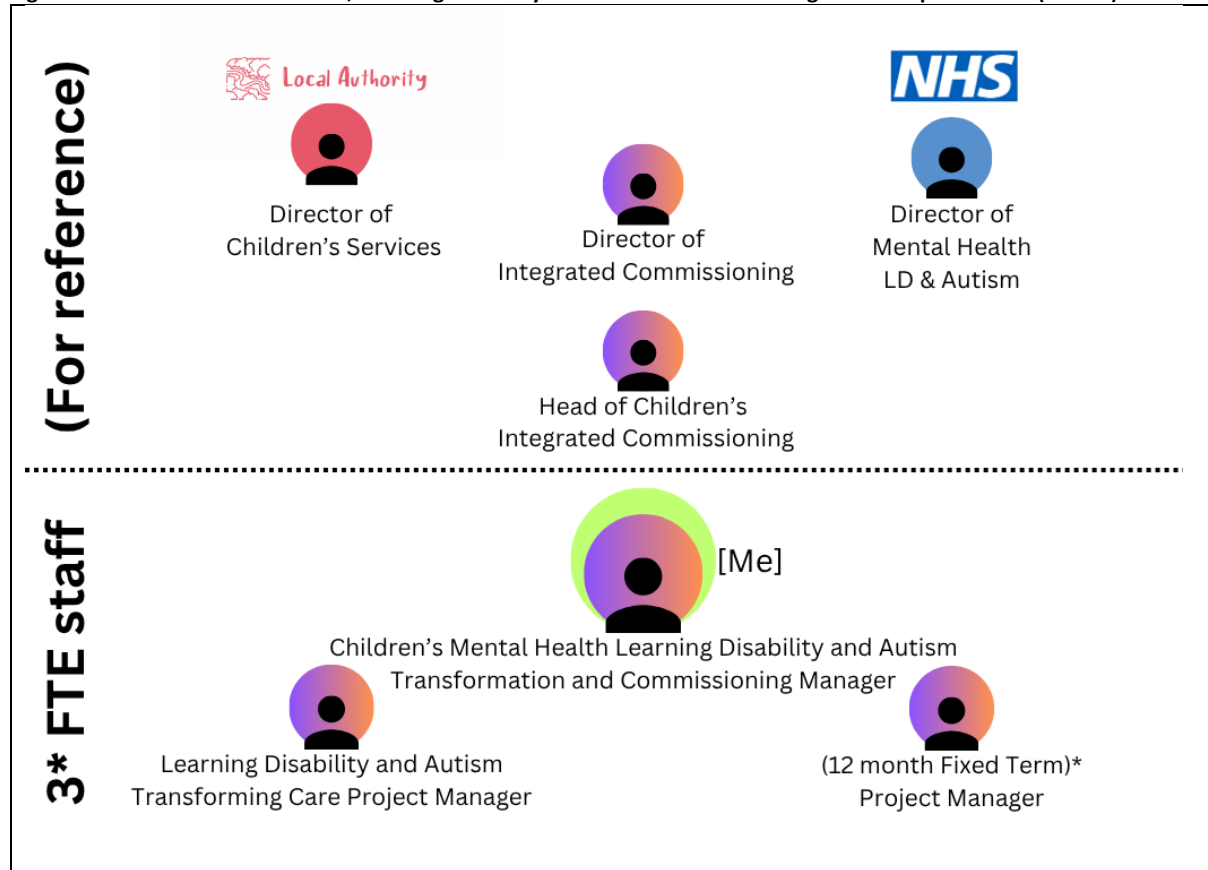 (For reference)
Local Authority
NHS
Director of
Children’s Services
Director of
Integrated Commissioning
Director of
Mental Health
LD & Autism
Head of Children’s
Integrated Commissioning
3* FTE staff
[Me]
Children’s Mental Health Learning Disability and Autism
Transformation and Commissioning Manager
Learning Disability and Autism
Transforming Care Project Manager
(12 month Fixed Term)*
Project Manager